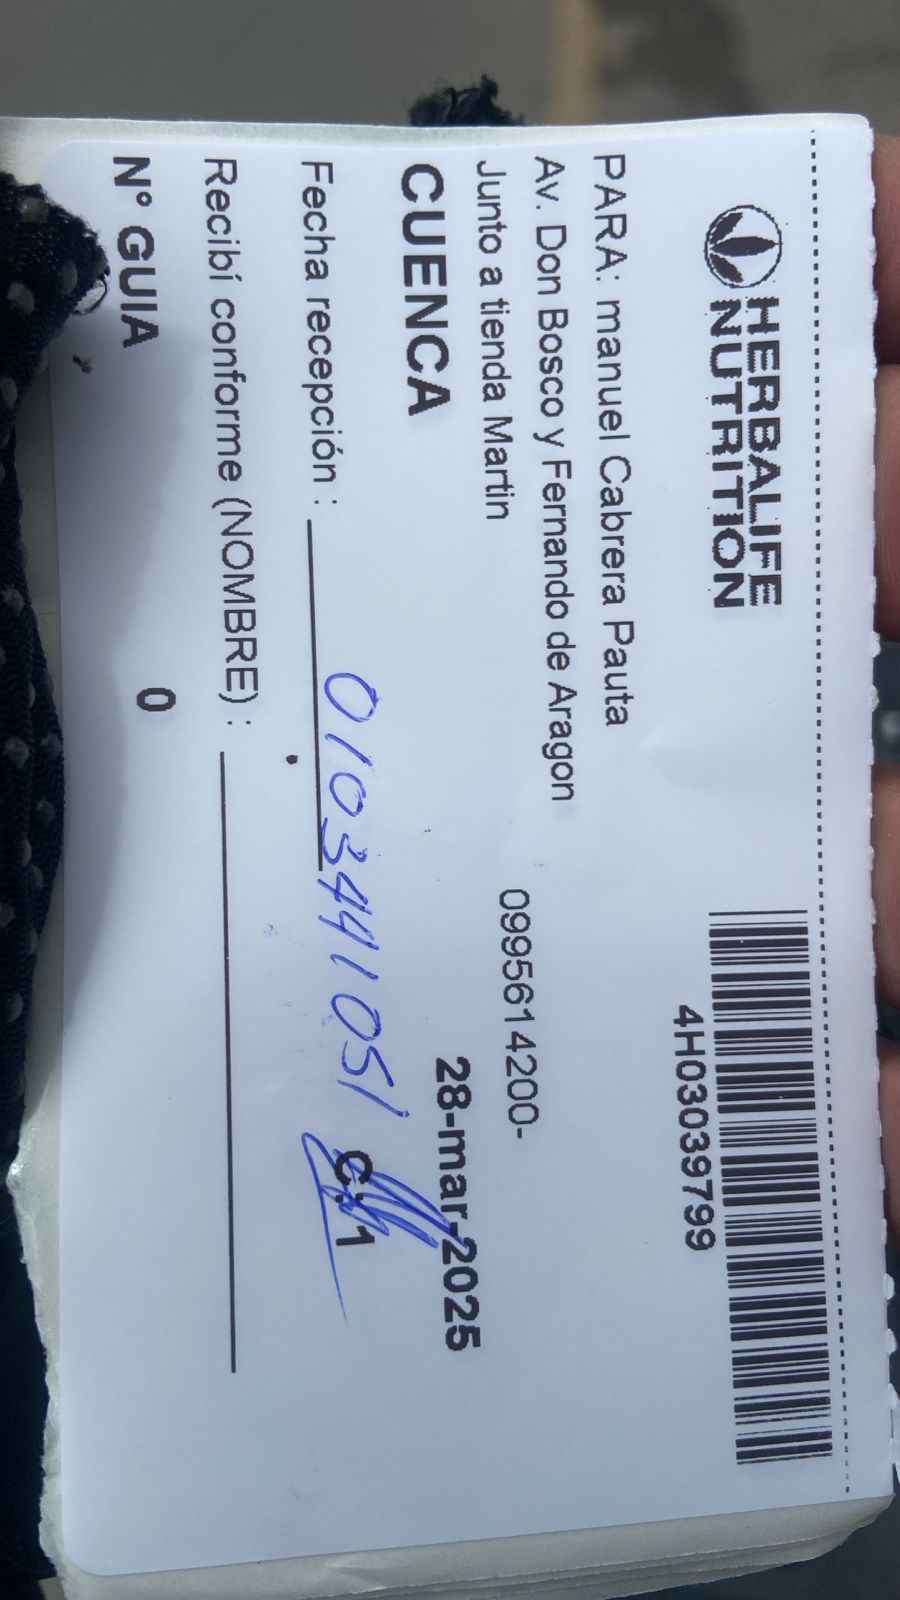 HERBALIFE
NUTRITION
4H03039799
PARA: manuel Cabrera Pauta
Av. Don Bosco y Fernando de Aragon
0995614200-
Junto a tienda Martin
CUENCA
28-mar-2025
C: 1
Fecha recepción :
0103441051
Recibí conforme (NOMBRE) :
N° GUIA 0